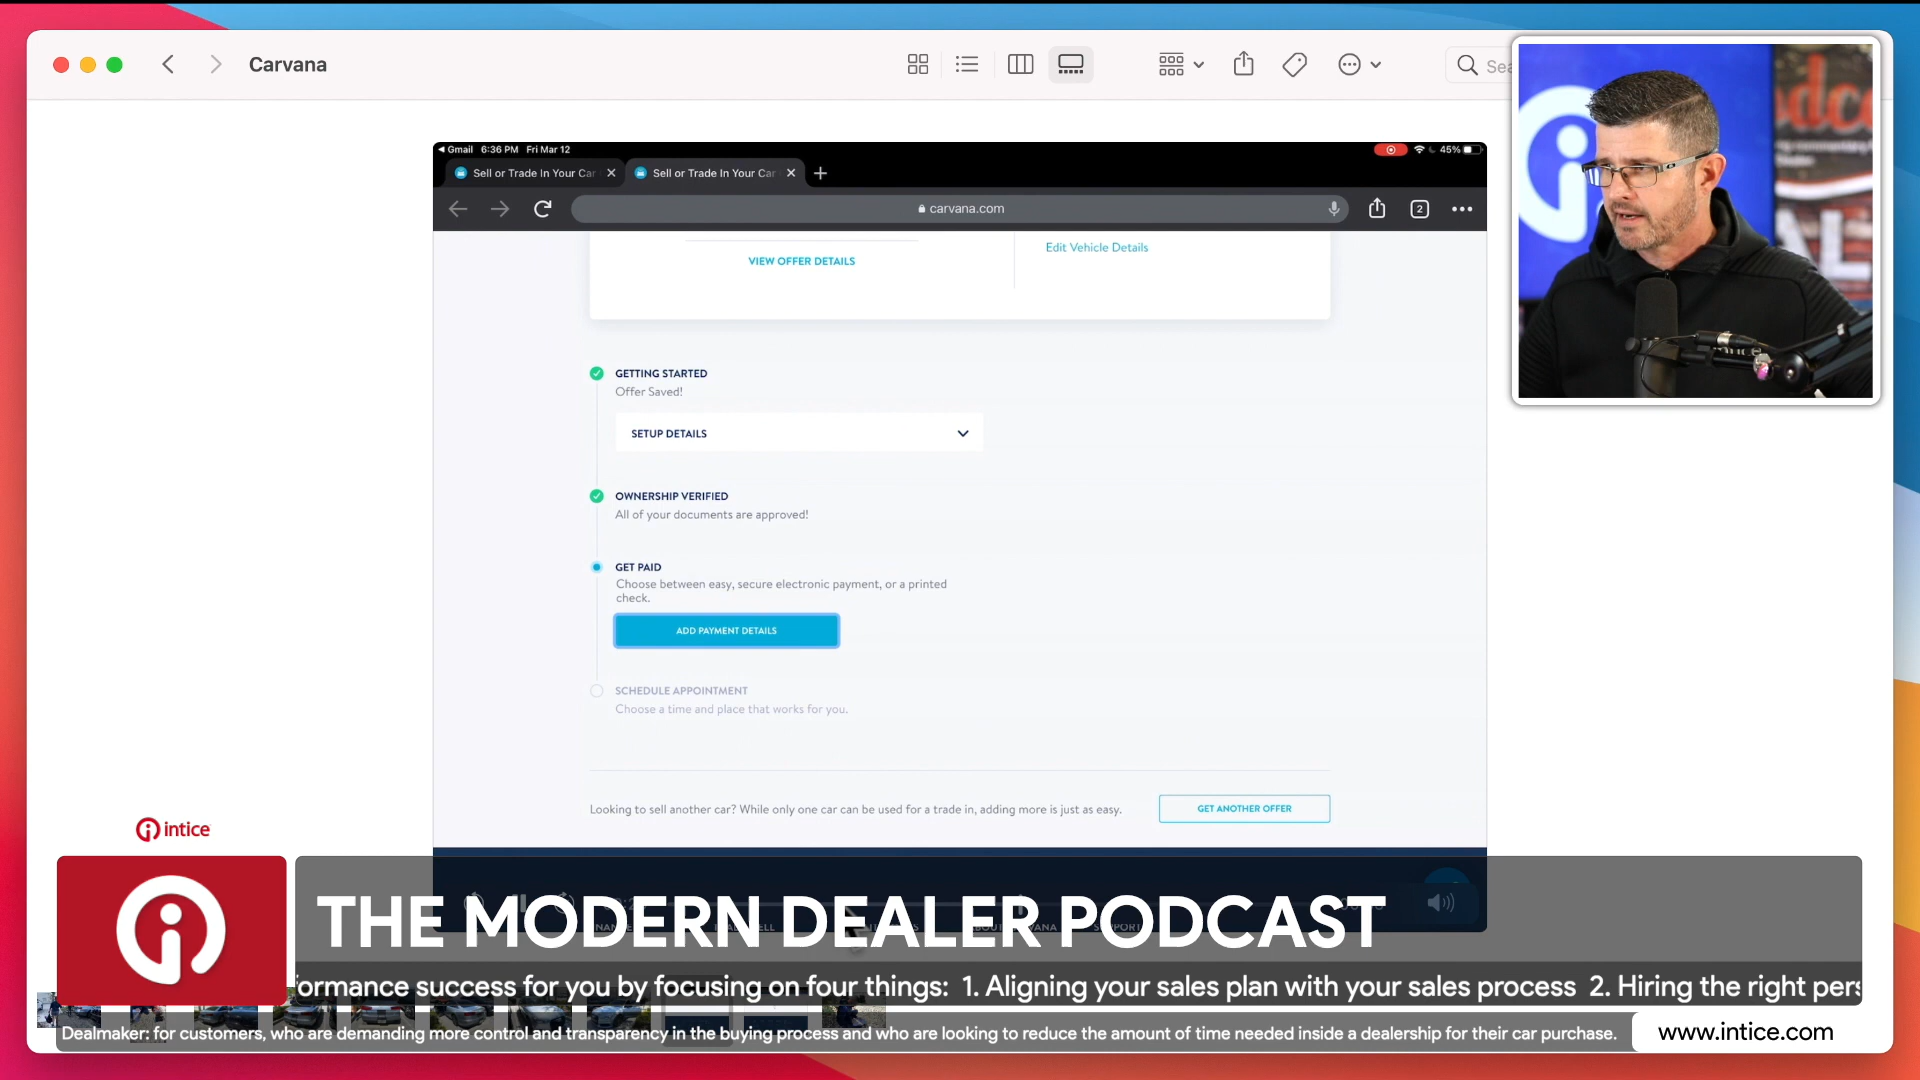 Carvana
Sea
Gmail 6:36 PM Fri Mar 12
45%
Sell or Trade In Your Car
Sell or Trade In Your Car
carvana.com
2
VIEW OFFER DETAILS
Edit Vehicle Details
GETTING STARTED
Offer Saved!
SETUP DETAILS
OWNERSHIP VERIFIED
All of your documents are approved!
GET PAID
Choose between easy, secure electronic payment, or a printed
check.
ADD PAYMENT DETAILS
SCHEDULE APPOINTMENT
Choose a time and place that works for you.
Looking to sell another car? While only one car can be used for a trade in, adding more is just as easy.
GET ANOTHER OFFER
intice
THE MODERN DEALER PODCAST
ormance success for you by focusing on four things: 1. Aligning your sales plan with your sales process 2. Hiring the right pers
Dealmaker: for customers, who are demanding more control and transparency in the buying process and who are looking to reduce the amount of time needed inside a dealership for their car purchase.
www.intice.com